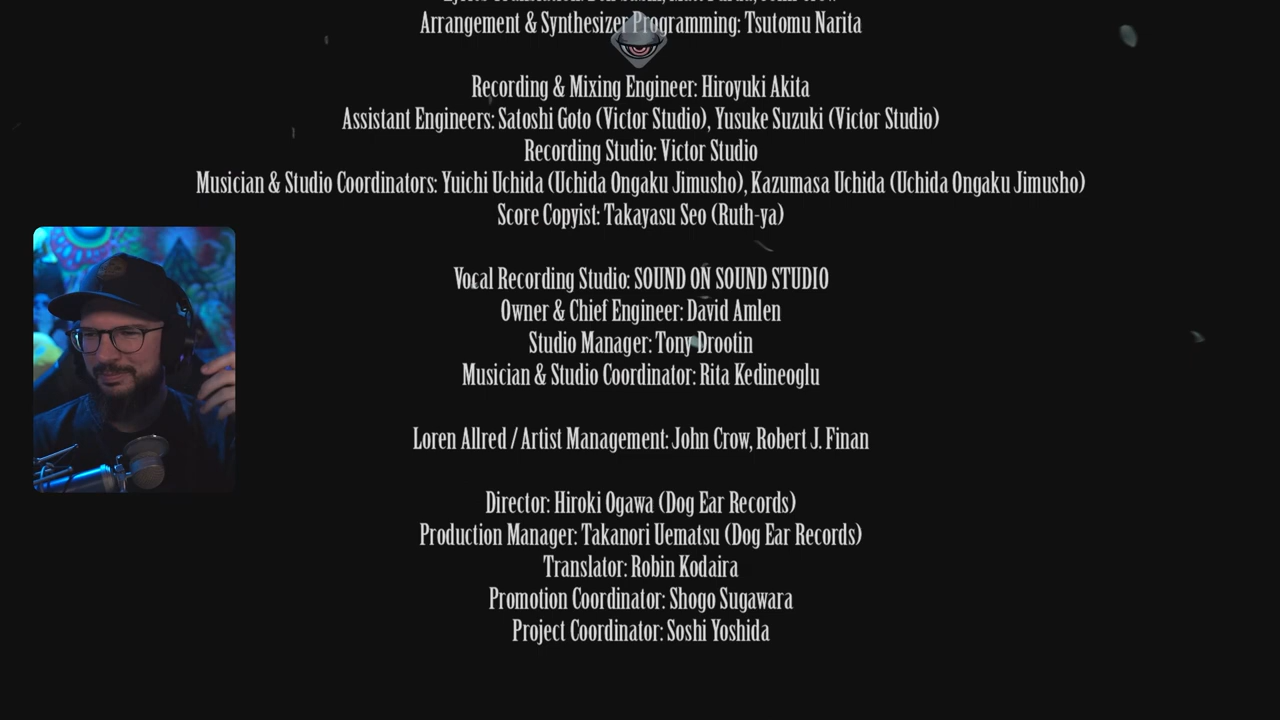 Arrangement & Synthesizer Programming: Tsutomu Narita
Recording & Mixing Engineer: Hiroyuki Akita
Assistant Engineers: Satoshi Goto (Victor Studio), Yusuke Suzuki (Victor Studio)
Recording Studio: Victor Studio
Musician & Studio Coordinators: Yuichi Uchida (Uchida Ongaku Jimusho), Kazumasa Uchida (Uchida Ongaku Jimusho)
Score Copyist: Takayasu Seo (Ruth-ya)
Vocal Recording Studio: SOUND ON SOUND STUDIO
Owner & Chief Engineer: David Amlen
Studio Manager: Tony Drootin
Musician & Studio Coordinator: Rita Kedineoglu
Loren Allred / Artist Management: John Crow, Robert J. Finan
Director: Hiroki Ogawa (Dog Ear Records)
Production Manager: Takanori Uematsu (Dog Ear Records)
Translator: Robin Kodaira
Promotion Coordinator: Shogo Sugawara
Project Coordinator: Soshi Yoshida